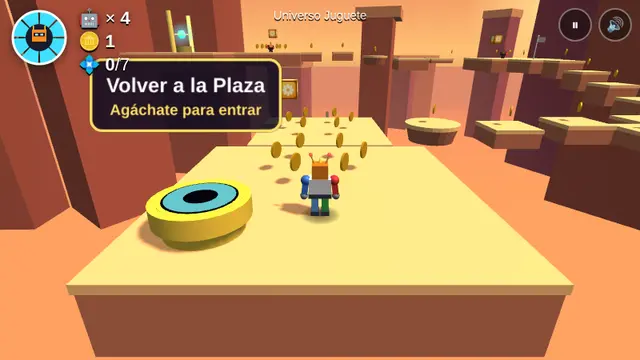 Universo Juguete
× 4
1
0/7
Volver a la Plaza
Agáchate para entrar